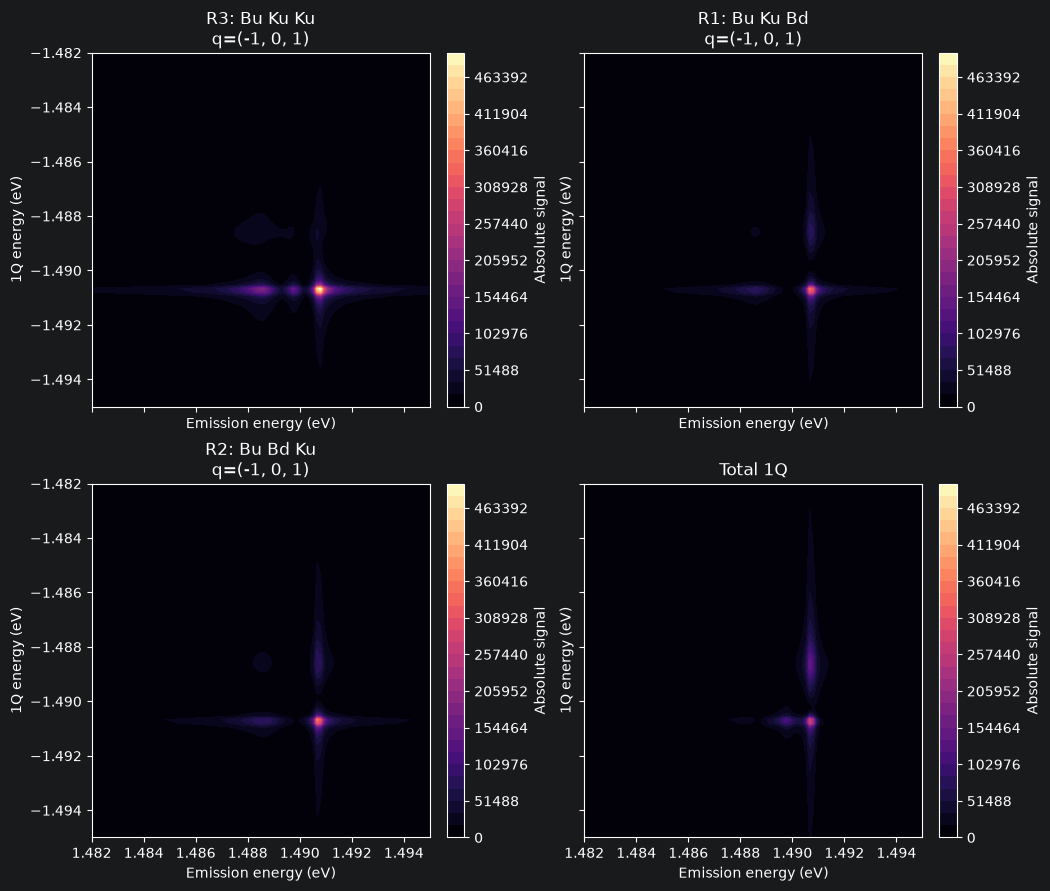 R3: Bu Ku Ku
q=(-1, 0, 1)
−1.482
−1.484
−1.486
−1.488
−1.490
−1.492
−1.494
1Q energy (eV)
Emission energy (eV)
463392
411904
360416
308928
257440
205952
154464
102976
51488
0
Absolute signal
R1: Bu Ku Bd
q=(-1, 0, 1)
1Q energy (eV)
Emission energy (eV)
463392
411904
360416
308928
257440
205952
154464
102976
51488
0
Absolute signal
R2: Bu Bd Ku
q=(-1, 0, 1)
−1.482
−1.484
−1.486
−1.488
−1.490
−1.492
−1.494
1Q energy (eV)
1.482 1.484 1.486 1.488 1.490 1.492 1.494
Emission energy (eV)
463392
411904
360416
308928
257440
205952
154464
102976
51488
0
Absolute signal
Total 1Q
1Q energy (eV)
1.482 1.484 1.486 1.488 1.490 1.492 1.494
Emission energy (eV)
463392
411904
360416
308928
257440
205952
154464
102976
51488
0
Absolute signal